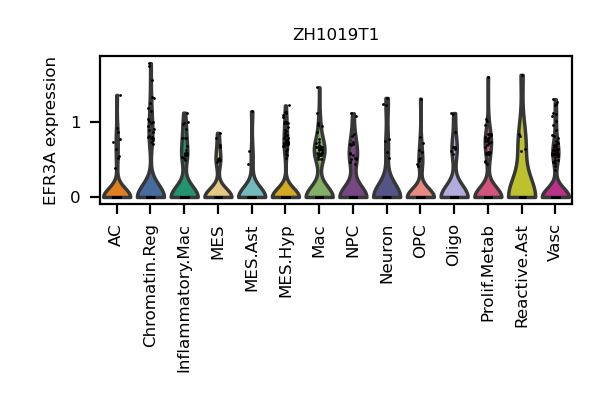 ZH1019T1
EFR3A expression
1
0
AC
Chromatin.Reg
Inflammatory.Mac
MES
MES.Ast
MES.Hyp
Mac
NPC
Neuron
OPC
Oligo
Prolif.Metab
Reactive.Ast
Vasc